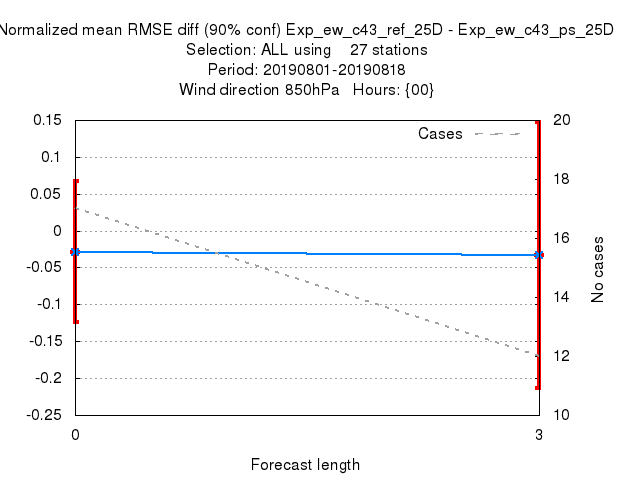 Normalized mean RMSE diff (90% conf) Exp_ew_c43_ref_25D - Exp_ew_c43_ps_25D
Selection: ALL using 27 stations
Period: 20190801-20190818
Wind direction 850hPa Hours: {00}
Cases
0.15
0.1
0.05
0
-0.05
-0.1
-0.15
-0.2
-0.25
20
18
16
14
12
10
No cases
0
3
Forecast length